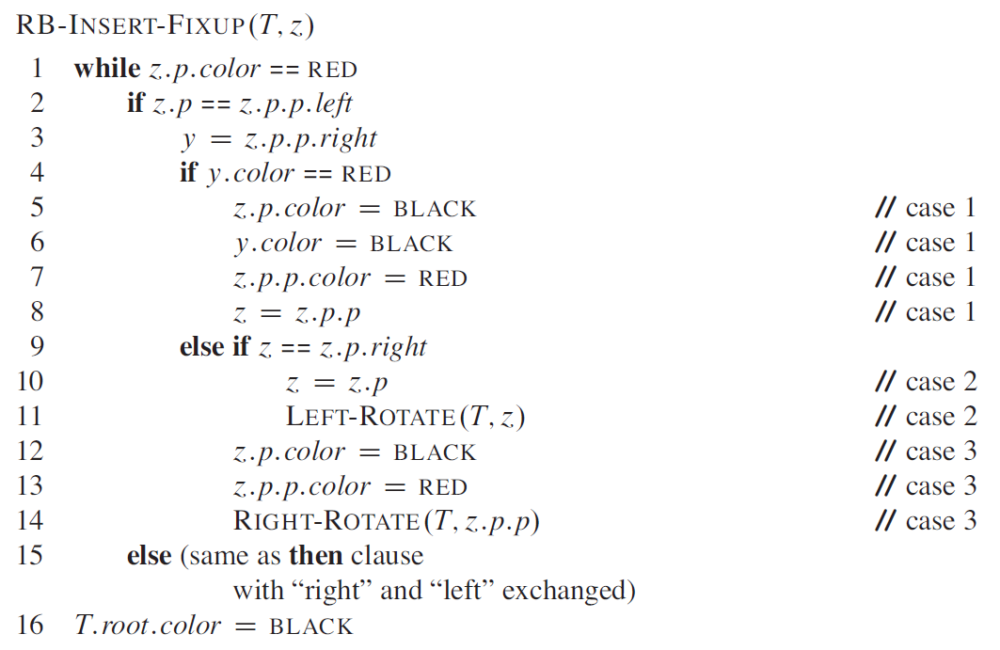 RB-INSERT-FIXUP(T, z)
1 while z.p.color == RED
2 if z.p == z.p.p.left
3 y = z.p.p.right
4 if y.color == RED
5 z.p.color = BLACK // case 1
6 y.color = BLACK // case 1
7 z.p.p.color = RED // case 1
8 z = z.p.p // case 1
9 else if z == z.p.right
10 z = z.p // case 2
11 LEFT-ROTATE(T, z) // case 2
12 z.p.color = BLACK // case 3
13 z.p.p.color = RED // case 3
14 RIGHT-ROTATE(T, z.p.p) // case 3
15 else (same as then clause
with “right” and “left” exchanged)
16 T.root.color = BLACK